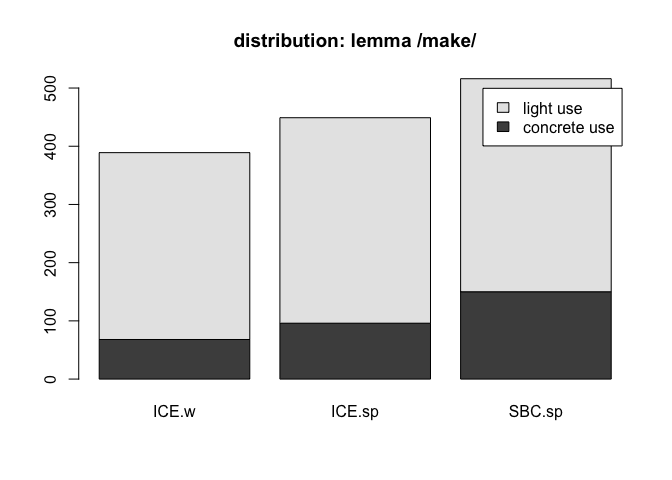 distribution: lemma /make/
500
400
300
200
100
0
light use
concrete use
ICE.w
ICE.sp
SBC.sp